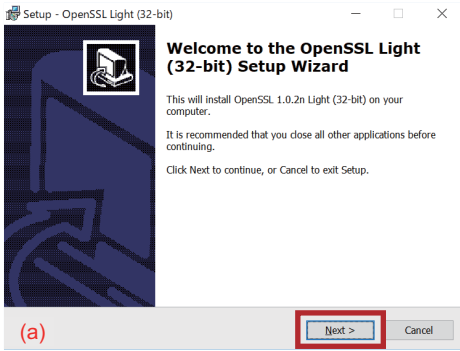 Setup - OpenSSL Light (32-bit)
Welcome to the OpenSSL Light
(32-bit) Setup Wizard
This will install OpenSSL 1.0.2n Light (32-bit) on your
computer.
It is recommended that you close all other applications before
continuing.
Click Next to continue, or Cancel to exit Setup.
(a)
Next >
Cancel